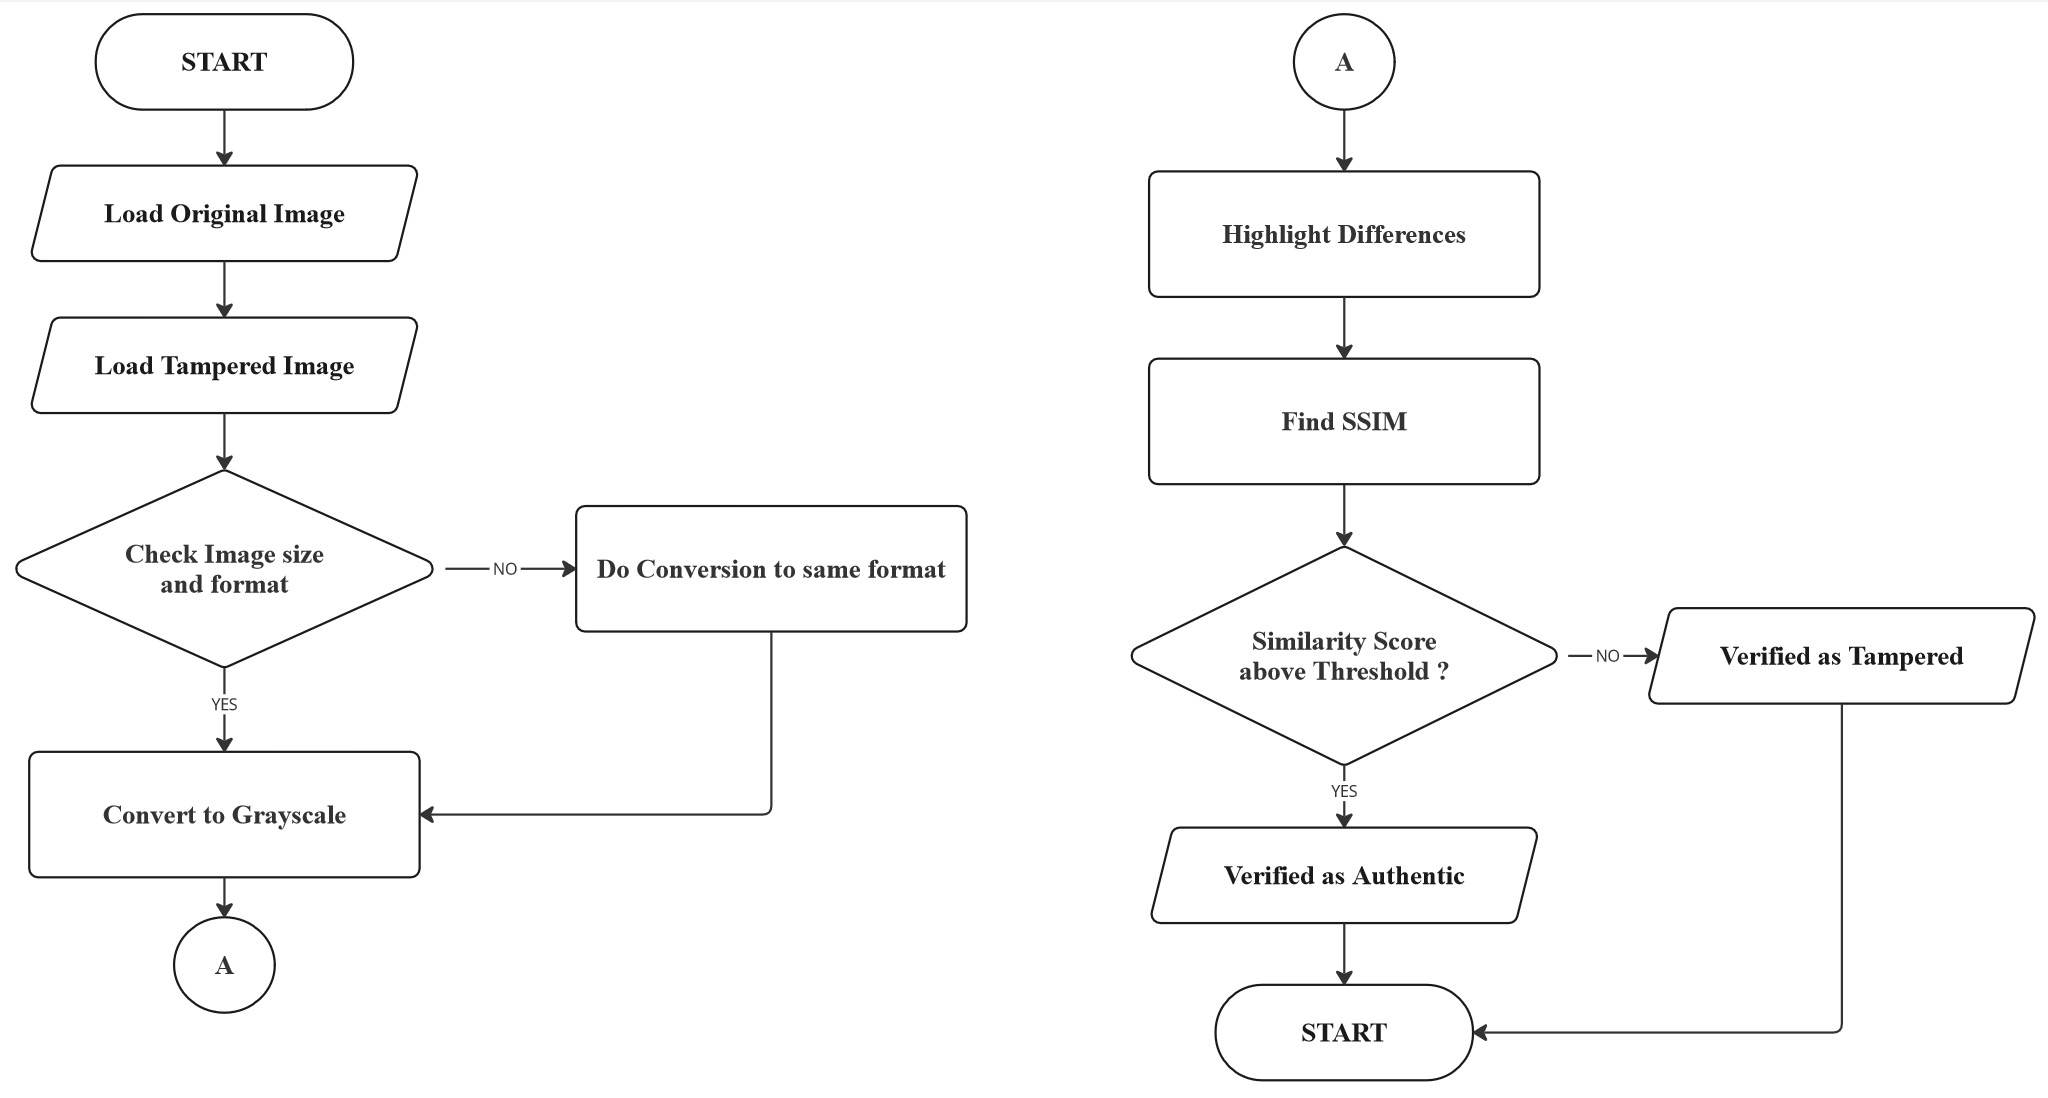 START
Load Original Image
Load Tampered Image
Check Image size
and format
NO
Do Conversion to same format
YES
Convert to Grayscale
A
A
Highlight Differences
Find SSIM
Similarity Score
above Threshold ?
NO
Verified as Tampered
YES
Verified as Authentic
START